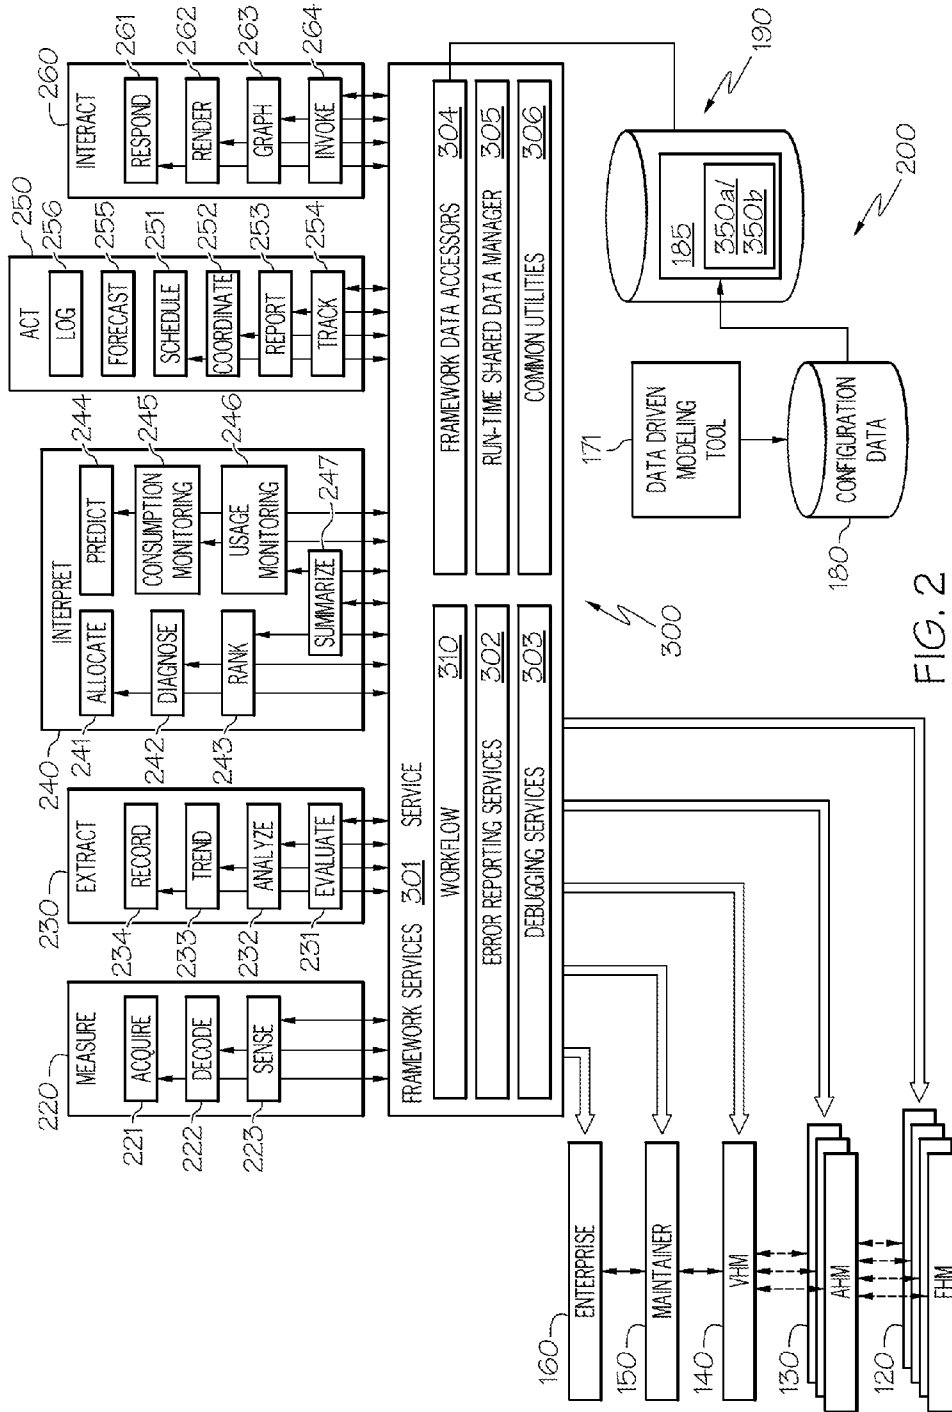 220
MEASURE
ACQUIRE
221
DECODE
222
SENSE
223
230
EXTRACT
RECORD
234
TREND
233
ANALYZE
232
EVALUATE
231
240
INTERPRET
ALLOCATE
241
DIAGNOSE
242
RANK
243
PREDICT
244
CONSUMPTION
MONITORING
245
USAGE
MONITORING
246
SUMMARIZE
247
ACT
250
LOG
256
FORECAST
255
SCHEDULE
251
COORDINATE
252
REPORT
253
TRACK
254
INTERACT
260
RESPOND
261
RENDER
262
GRAPH
263
INVOKE
264
FRAMEWORK SERVICES 301 SERVICE
WORKFLOW 310
ERROR REPORTING SERVICES 302
DEBUGGING SERVICES 303
FRAMEWORK DATA ACCESSORS 304
RUN-TIME SHARED DATA MANAGER 305
COMMON UTILITIES 306
300
160
ENTERPRISE
150
MAINTAINER
140
VHM
130
AHM
120
171
DATA DRIVEN
MODELING
TOOL
180
CONFIGURATION
DATA
185
350a/
350b
190
200
FIG. 2